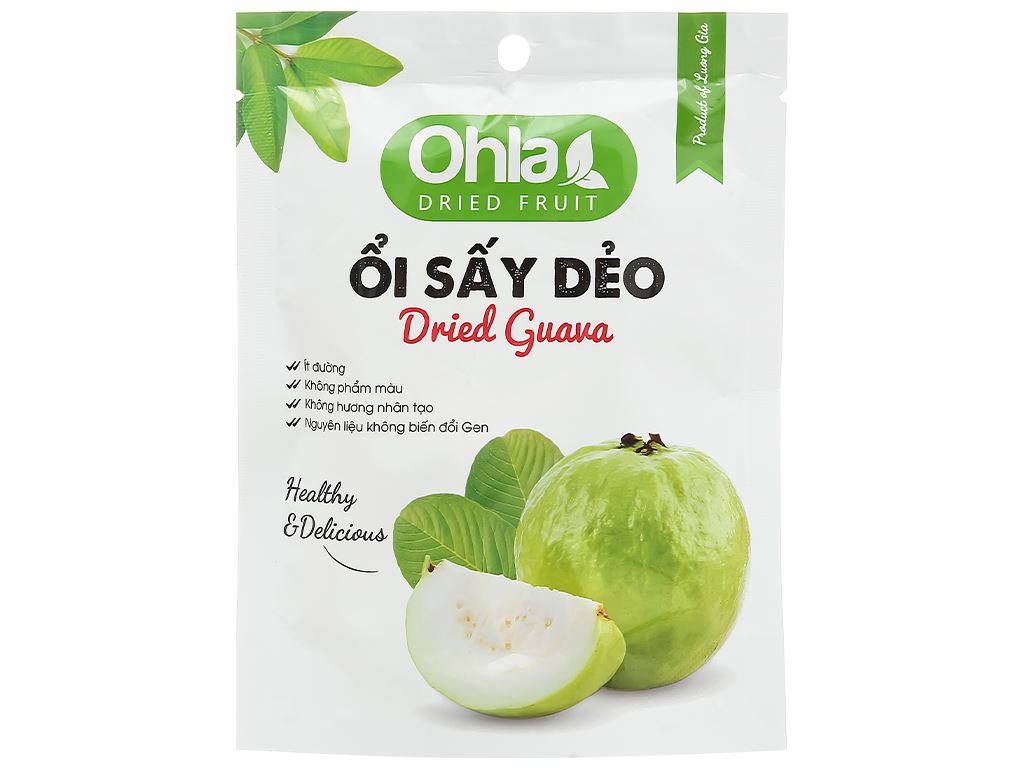 Product of Luong Gia
Ohla
DRIED FRUIT
ỔI SẤY DẺO
Dried Guava
Ít đường
Không phẩm màu
Không hương nhân tạo
Nguyên liệu không biến đổi Gen
Healthy
&Delicious